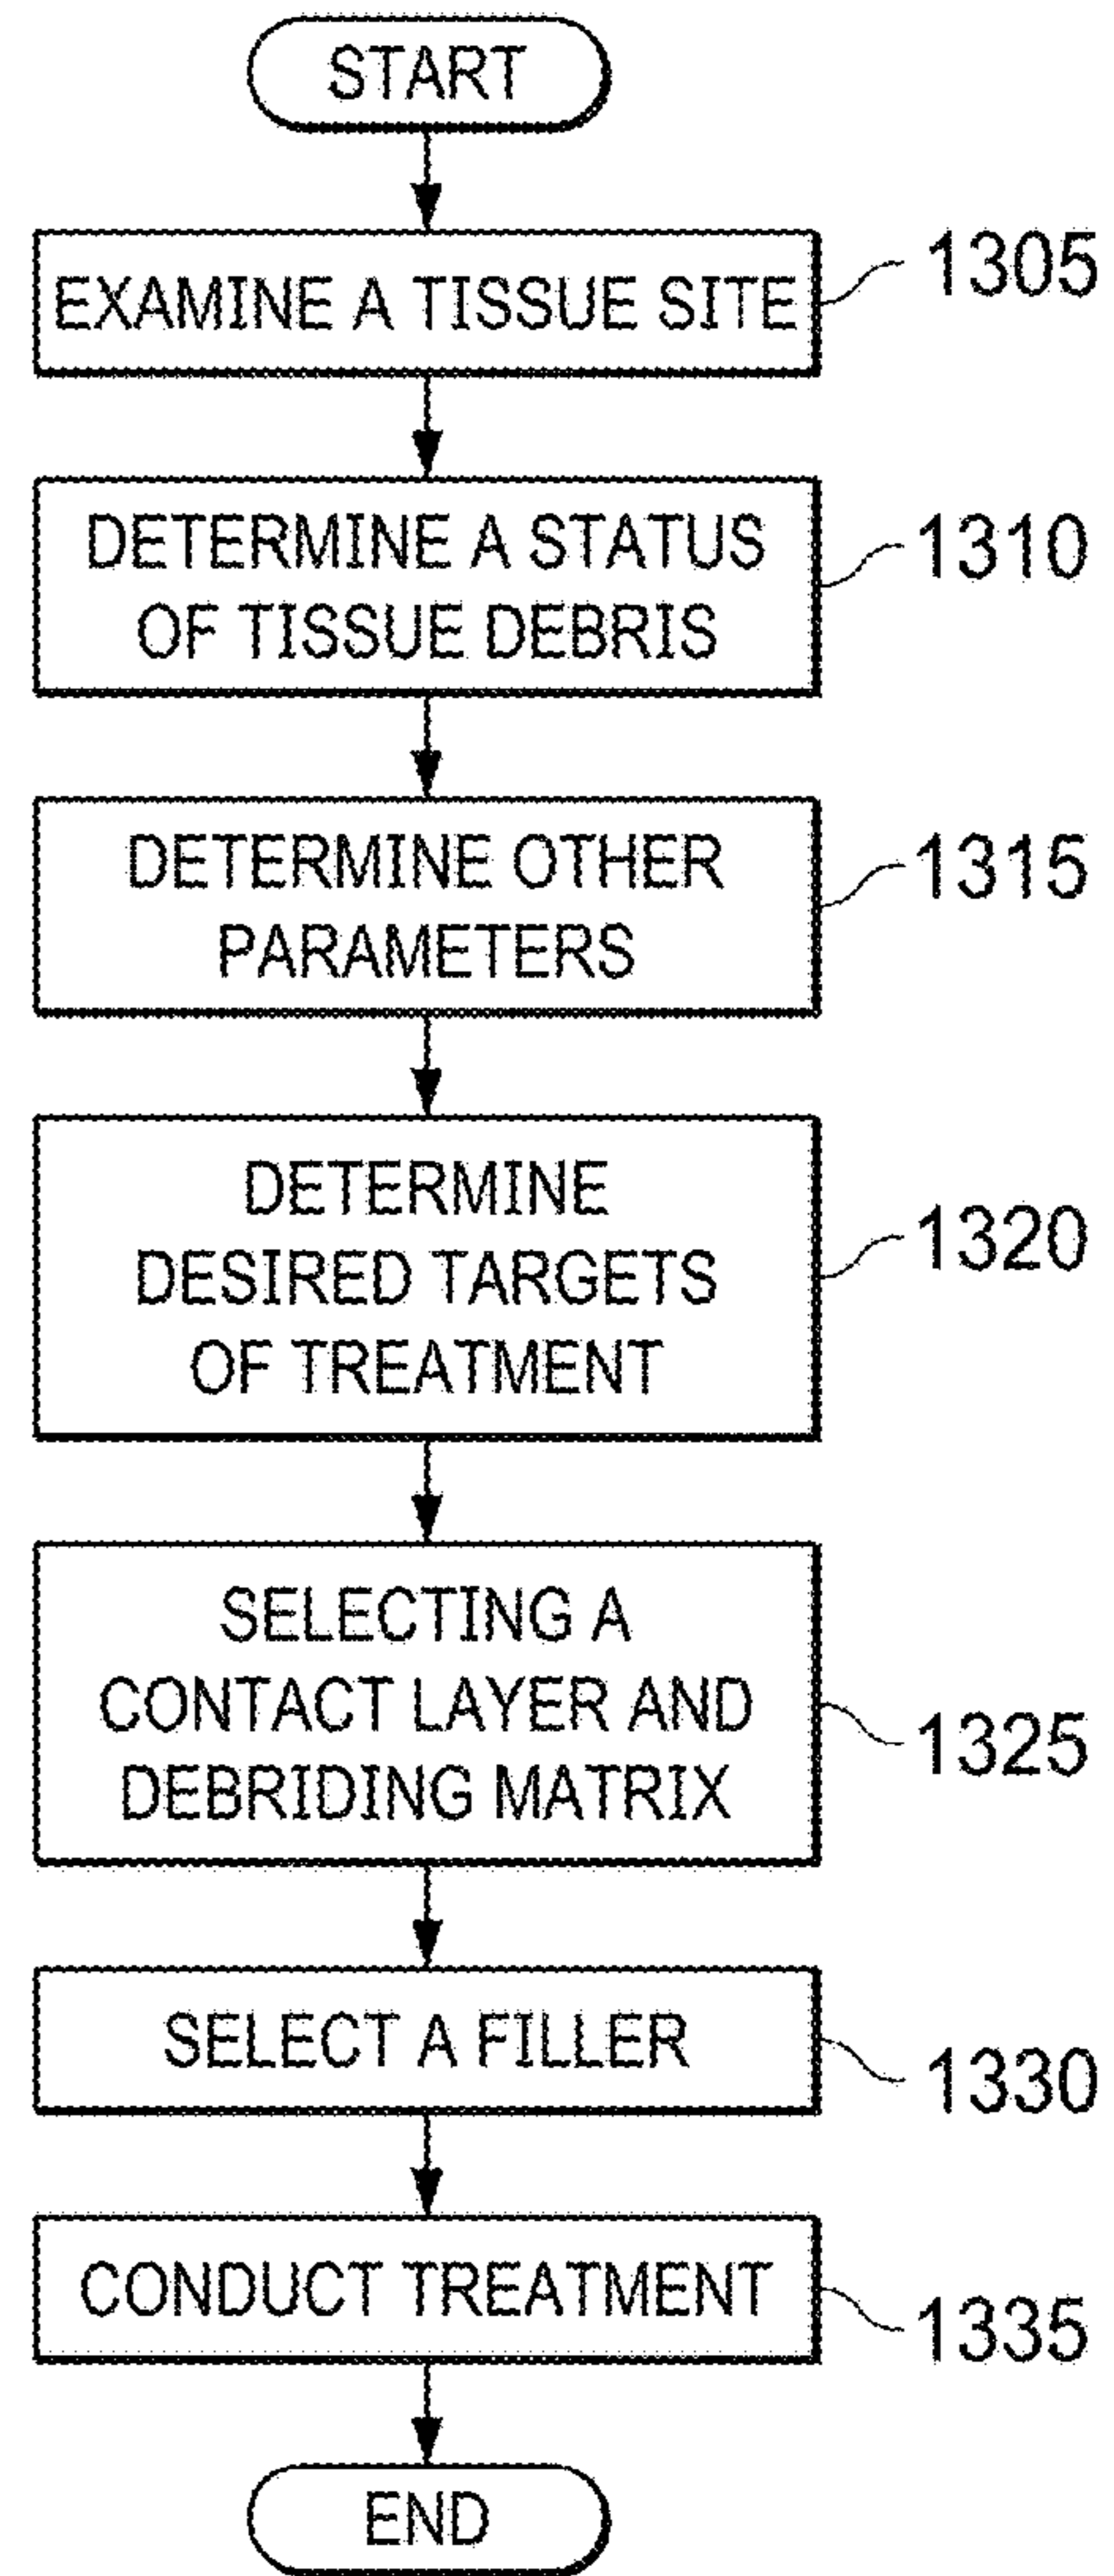 START
EXAMINE A TISSUE SITE
1305
DETERMINE A STATUS
OF TISSUE DEBRIS
1310
DETERMINE OTHER
PARAMETERS
1315
DETERMINE
DESIRED TARGETS
OF TREATMENT
1320
SELECTING A
CONTACT LAYER AND
DEBRIDING MATRIX
1325
SELECT A FILLER
1330
CONDUCT TREATMENT
1335
END